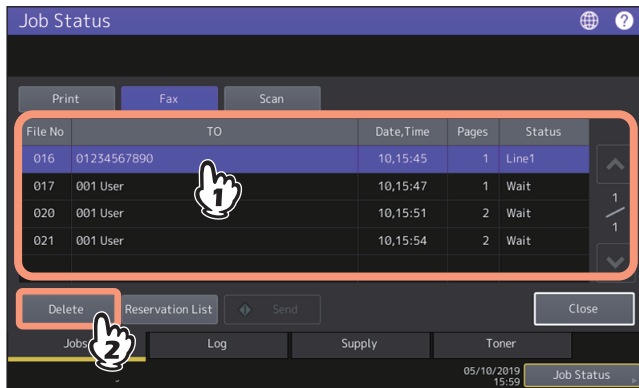 Job Status
?
Print Fax Scan
File No TO Date,Time Pages Status
016 01234567890 10,15:45 1 Line1
017 001 User 10,15:47 1 Wait
020 001 User 10,15:51 2 Wait
021 001 User 10,15:54 2 Wait
1
1
1
Delete Reservation List Send Close
2
Jobs Log Supply Toner
05/10/2019
15:59
Job Status